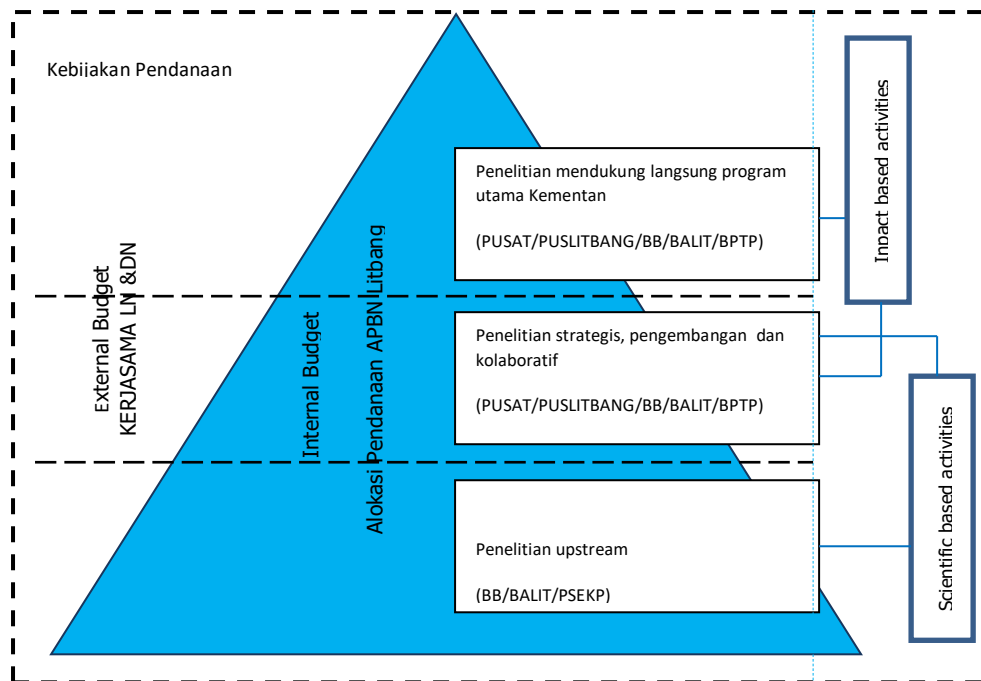 Kebijakan Pendanaan
External Budget
KERJASAMA LN &DN
Internal Budget
Alokasi Pendanaan APBN Litbang
Penelitian mendukung langsung program
utama Kementan
(PUSAT/PUSLITBANG/BB/BALIT/BPTP)
Penelitian strategis, pengembangan dan
kolaboratif
(PUSAT/PUSLITBANG/BB/BALIT/BPTP)
Penelitian upstream
(BB/BALIT/PSEKP)
Inpact based activities
Scientific based activities